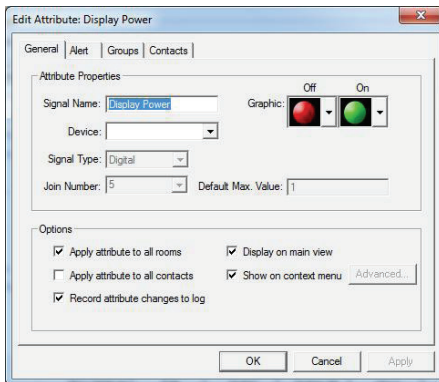 Edit Attribute: Display Power
General Alert Groups Contacts
Attribute Properties
Off On
Signal Name: Display Power Graphic:
Device:
Signal Type: Digital
Join Number: 5 Default Max. Value: 1
Options
Apply attribute to all rooms Display on main view
Apply attribute to all contacts Show on context menu Advanced...
Record attribute changes to log
OK Cancel Apply